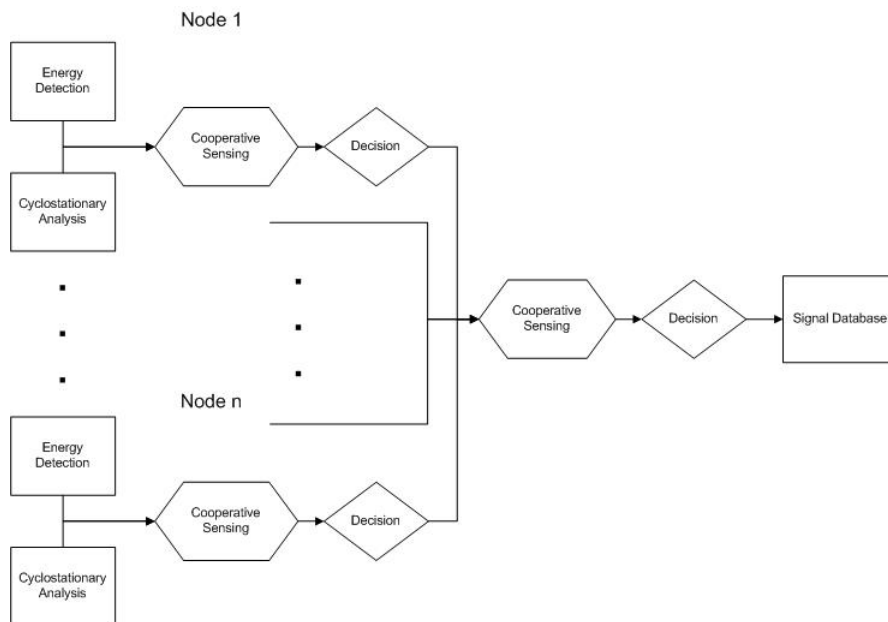 Node 1
Energy
Detection
Cooperative
Sensing
Decision
Cyclostationary
Analysis
Cooperative
Sensing
Decision
Signal Database
Node n
Energy
Detection
Cooperative
Sensing
Decision
Cyclostationary
Analysis